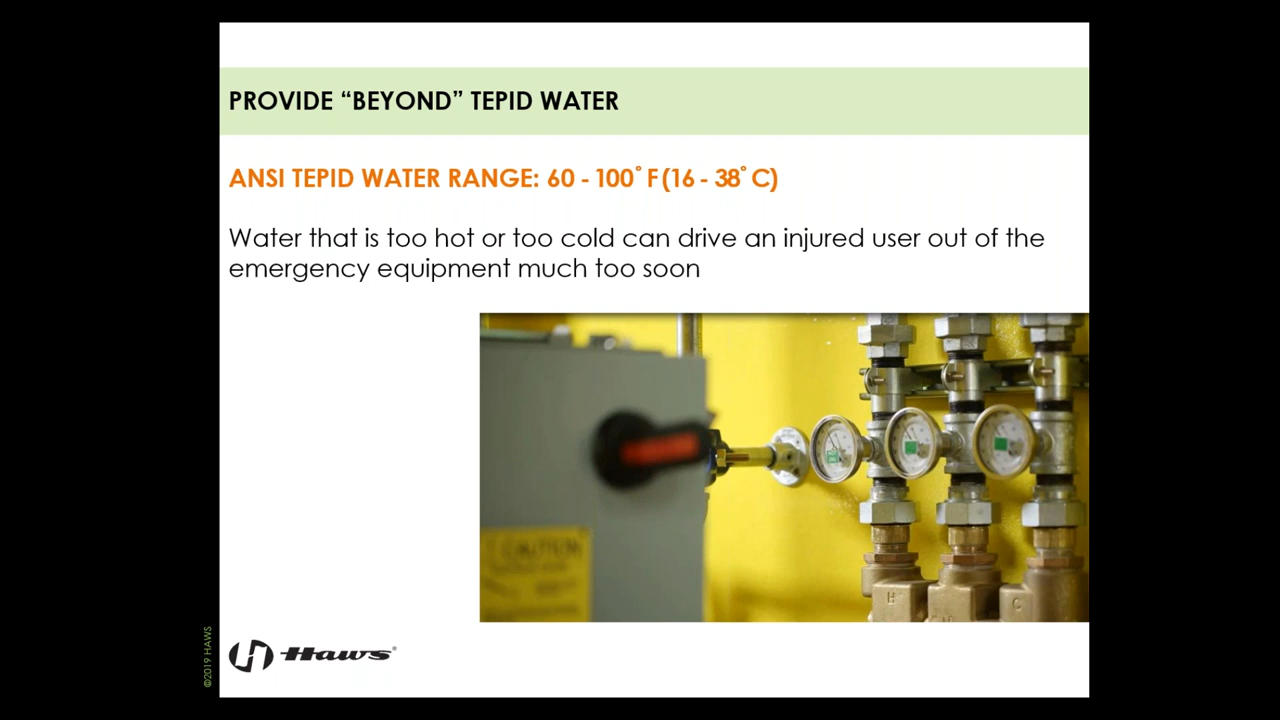 PROVIDE “BEYOND” TEPID WATER
ANSI TEPID WATER RANGE: 60 - 100° F (16 - 38° C)
Water that is too hot or too cold can drive an injured user out of the
emergency equipment much too soon
CAUTION
H
C
©2019 HAWS
Haws®